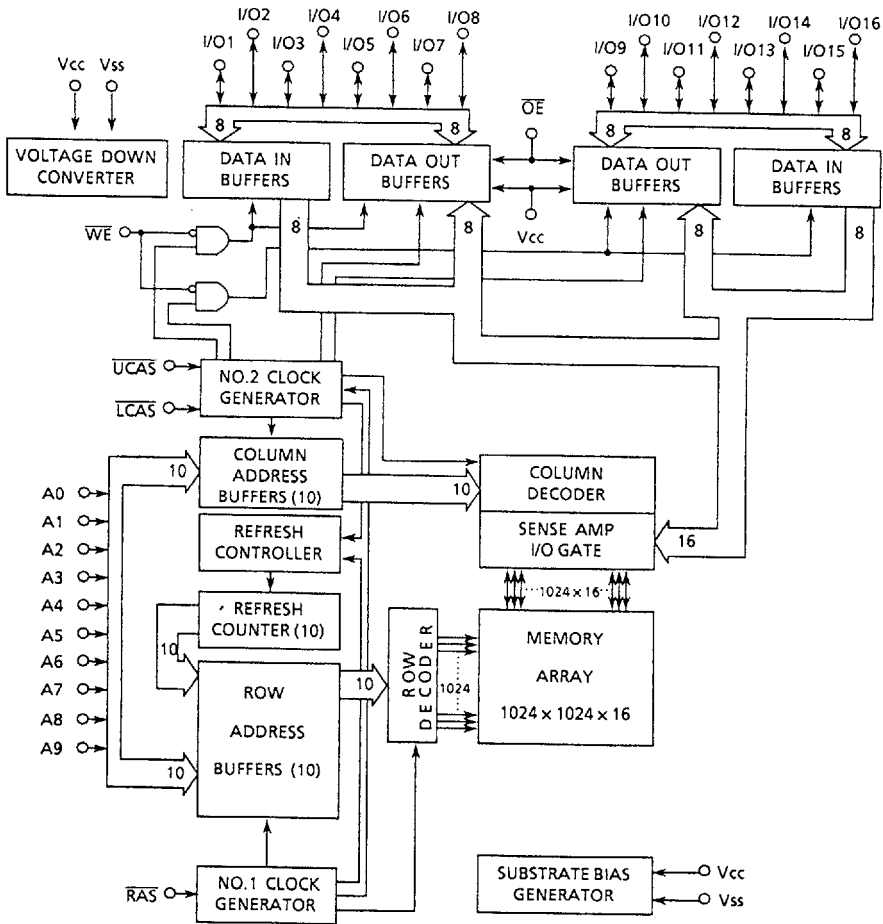 I/O2 I/O4 I/O6 I/O8
I/O1 I/O3 I/O5 I/O7
I/O10 I/O12 I/O14 I/O16
I/O9 I/O11 I/O13 I/O15
Vcc Vss
OE
8 8 8 8
VOLTAGE DOWN
CONVERTER
DATA IN
BUFFERS
DATA OUT
BUFFERS
DATA OUT
BUFFERS
DATA IN
BUFFERS
Vcc
WE
8 8 8 8
UCAS
LCAS
NO.2 CLOCK
GENERATOR
10
COLUMN
ADDRESS
BUFFERS (10)
10
COLUMN
DECODER
A0
A1
A2
A3
A4
A5
A6
A7
A8
A9
REFRESH
CONTROLLER
SENSE AMP
I/O GATE
16
1024 x 16
REFRESH
COUNTER (10)
10
ROW
ADDRESS
BUFFERS (10)
10
10
ROW
DECODER
1024
MEMORY
ARRAY
1024 x 1024 x 16
RAS
NO.1 CLOCK
GENERATOR
SUBSTRATE BIAS
GENERATOR
Vcc
Vss